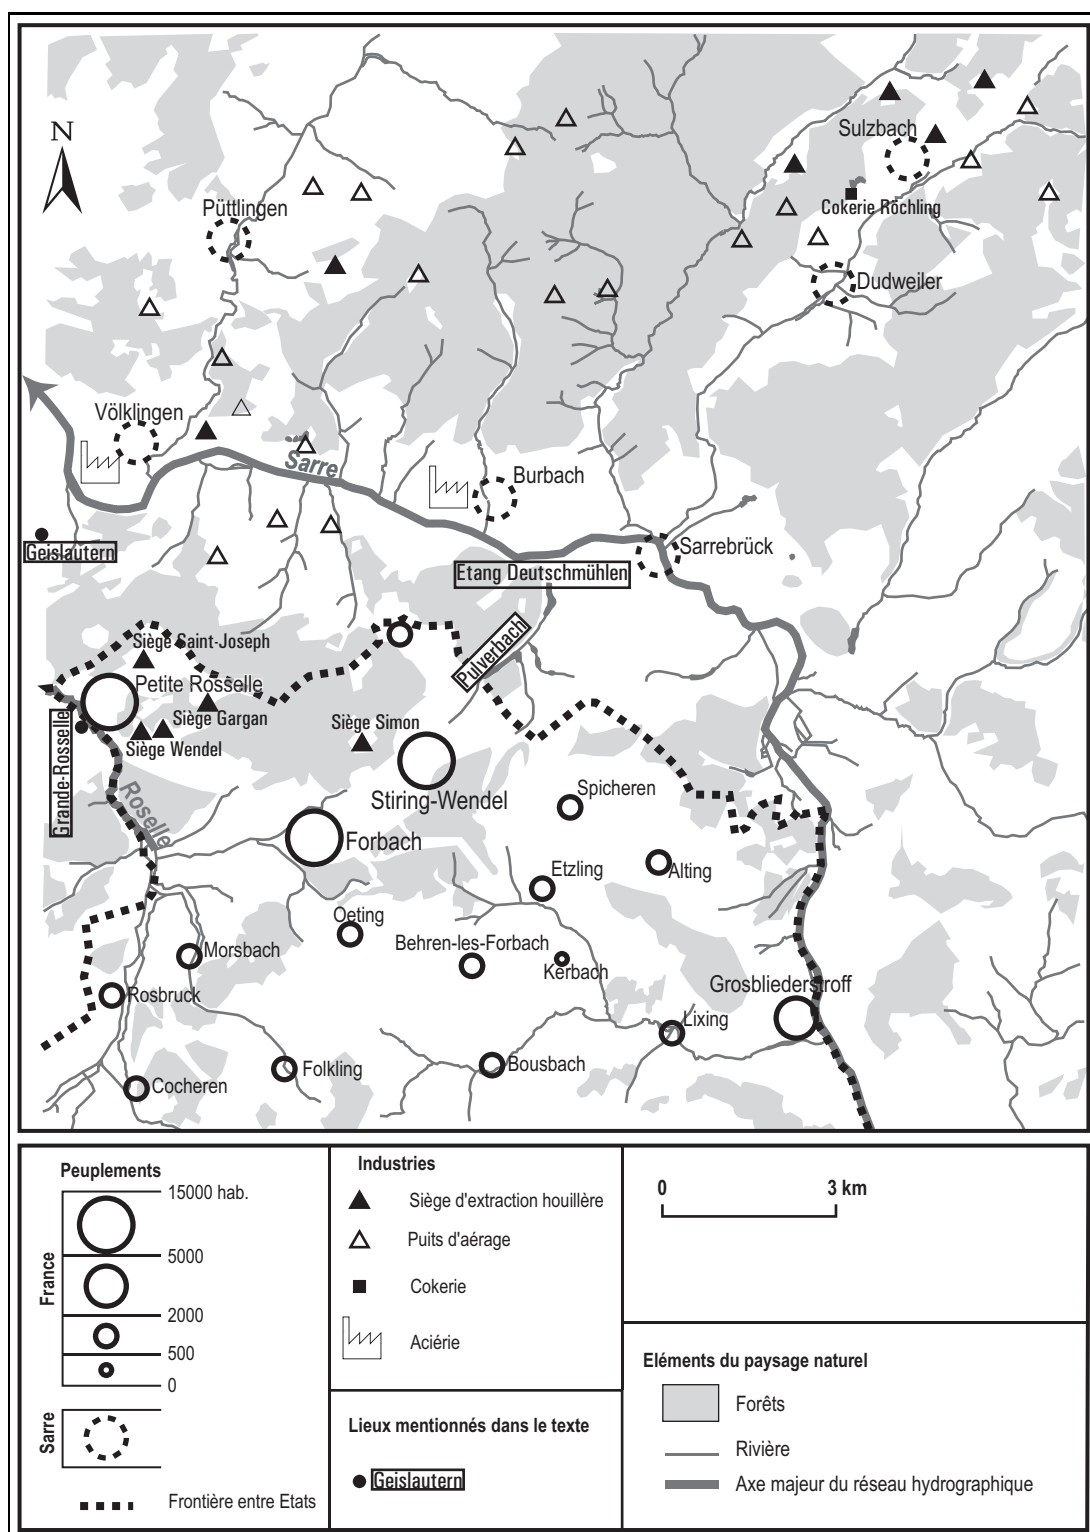 N
Sulzbach
Cokerie Röchling
Püttlingen
Dudweiler
Völklingen
Sarre
Burbach
Geislautern
Sarrebrück
Etang Deutschmühlen
Pulverbach
Siège Saint-Joseph
Petite Rosselle
Siège Gargan
Siège Wendel
Siège Simon
Grande-Rosselle
Roselle
Stiring-Wendel
Spicheren
Forbach
Etzling
Alting
Oeting
Behren-les-Forbach
Morsbach
Kerbach
Grosbliederstroff
Rosbruck
Lixing
Folkling
Bousbach
Cocheren
Peuplements
15000 hab.
5000
2000
500
0
France
Sarre
Frontière entre Etats
Industries
Siège d'extraction houillère
Puits d'aérage
Cokerie
Aciérie
Lieux mentionnés dans le texte
Geislautern
0 3 km
Eléments du paysage naturel
Forêts
Rivière
Axe majeur du réseau hydrographique